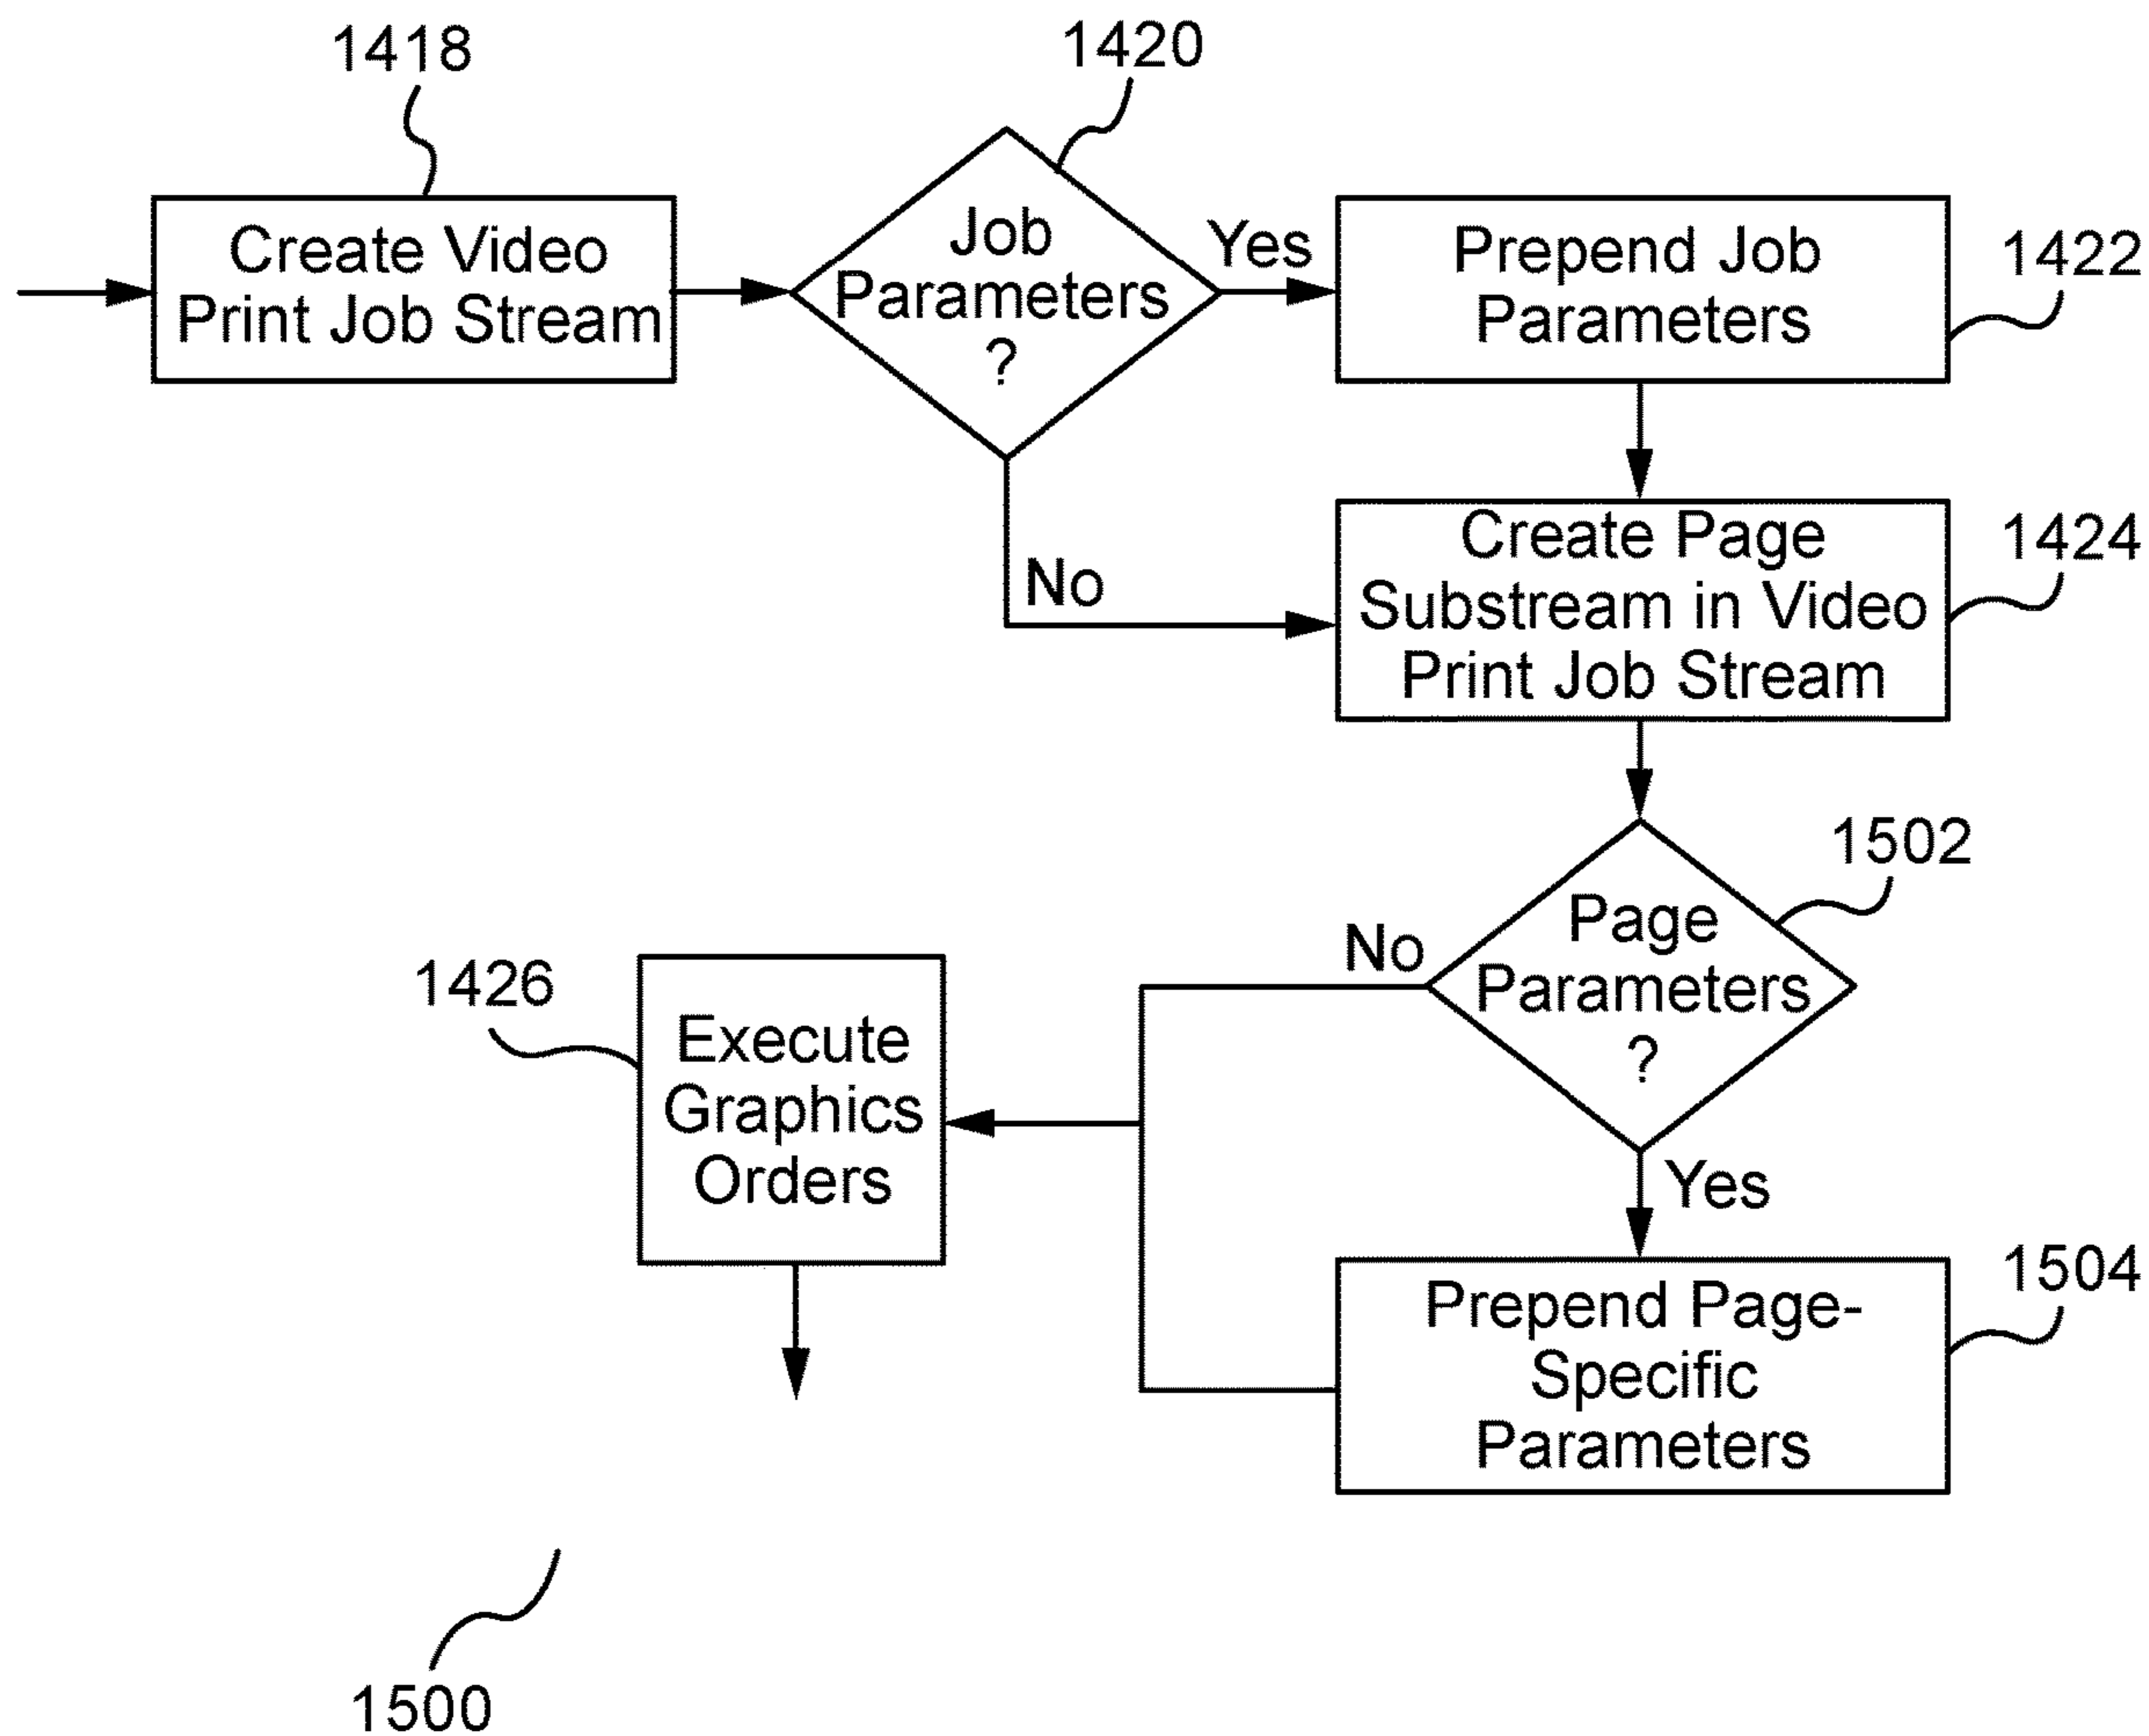 1418
1420
Create Video
Print Job Stream
Job
Parameters
?
Yes
Prepend Job
Parameters
1422
No
Create Page
Substream in Video
Print Job Stream
1424
1502
Page
Parameters
?
No
1426
Execute
Graphics
Orders
Yes
Prepend Page-
Specific
Parameters
1504
1500